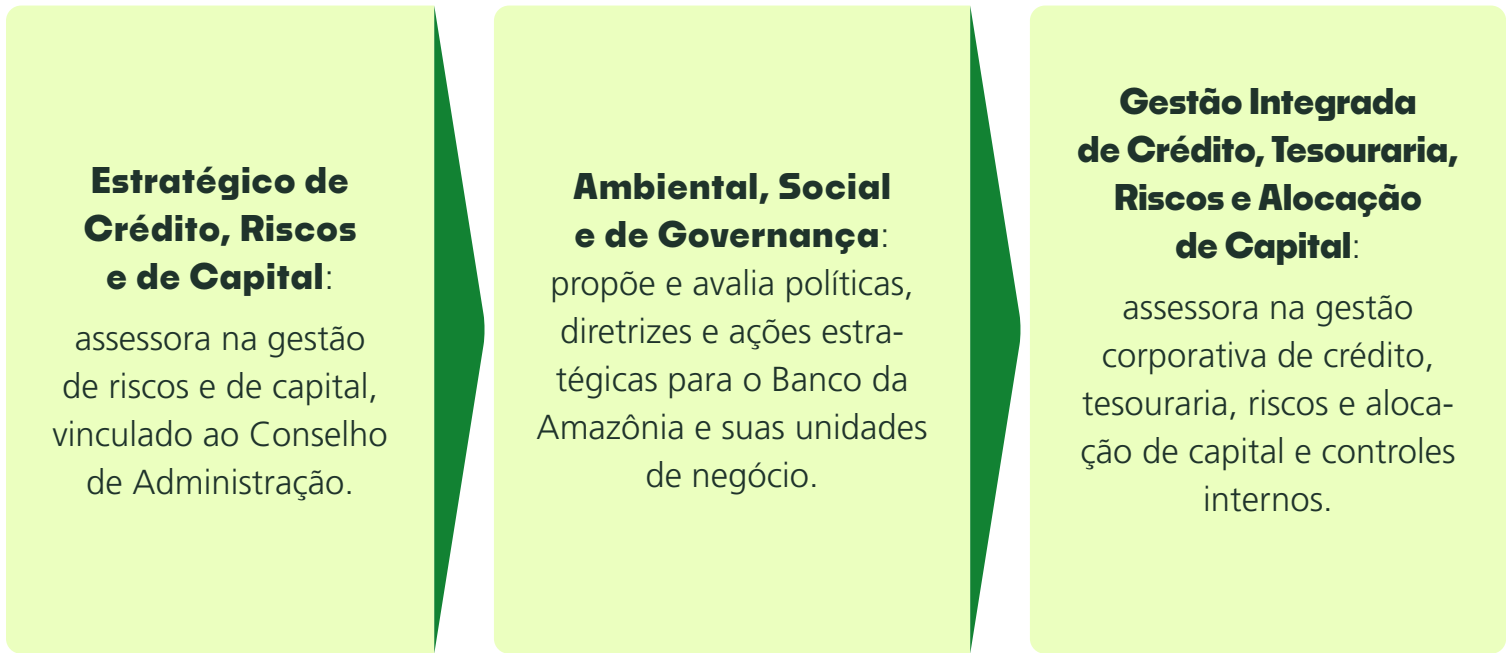 Estratégico de
Crédito, Riscos
e de Capital:
assessora na gestão
de riscos e de capital,
vinculado ao Conselho
de Administração.
Ambiental, Social
e de Governança:
propõe e avalia políticas,
diretrizes e ações estra-
tégicas para o Banco da
Amazônia e suas unidades
de negócio.
Gestão Integrada
de Crédito, Tesouraria,
Riscos e Alocação
de Capital:
assessora na gestão
corporativa de crédito,
tesouraria, riscos e aloca-
ção de capital e controles
internos.